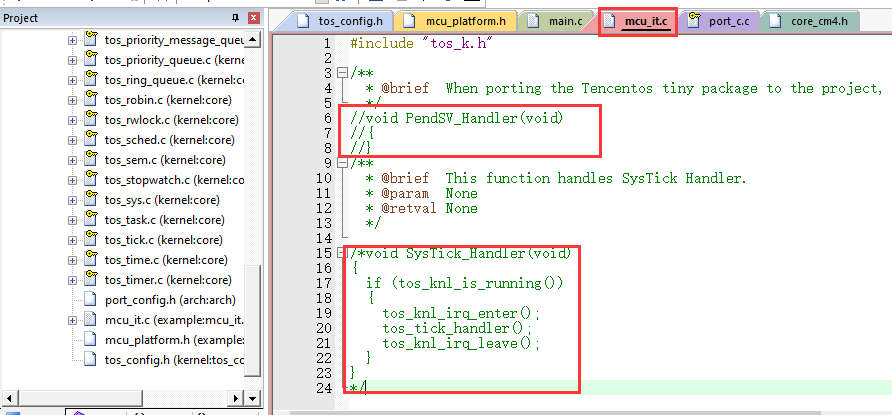 Project
tos_priority_message_queu
tos_priority_queue.c (kernel:core)
tos_ring_queue.c (kernel:core)
tos_robin.c (kernel:core)
tos_rwlock.c (kernel:core)
tos_sched.c (kernel:core)
tos_sem.c (kernel:core)
tos_stopwatch.c (kernel:core)
tos_sys.c (kernel:core)
tos_task.c (kernel:core)
tos_tick.c (kernel:core)
tos_time.c (kernel:core)
tos_timer.c (kernel:core)
port_config.h (arch:arch)
mcu_it.c (example:mcu_it.
mcu_platform.h (example:
tos_config.h (kernel:tos_co
tos_config.h mcu_platform.h main.c mcu_it.c port_c.c core_cm4.h
1 #include "tos_k.h"
2
3 /**
4 * @brief When porting the Tencentos tiny package to the project,
5 */
6 //void PendSV_Handler(void)
7 //{
8 //}
9 /**
10 * @brief This function handles SysTick Handler.
11 * @param None
12 * @retval None
13 */
14
15 /*void SysTick_Handler(void)
16 {
17 if (tos_knl_is_running())
18 {
19 tos_knl_irq_enter();
20 tos_tick_handler();
21 tos_knl_irq_leave();
22 }
23 }
24 */